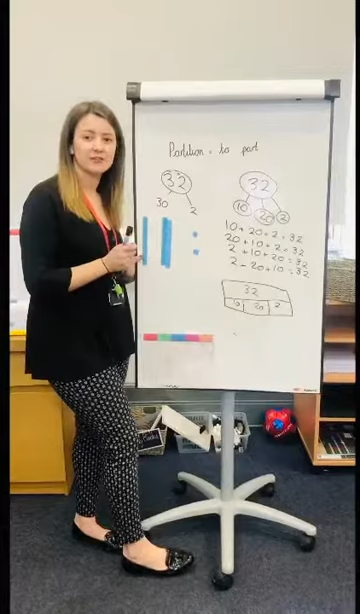 Partition = to part
32
30
2
32
10 20 2
10 + 20 + 2 = 32
20 + 10 + 2 = 32
2 + 10 + 20 = 32
2 - 20 + 10 = 32
32
10 20 2